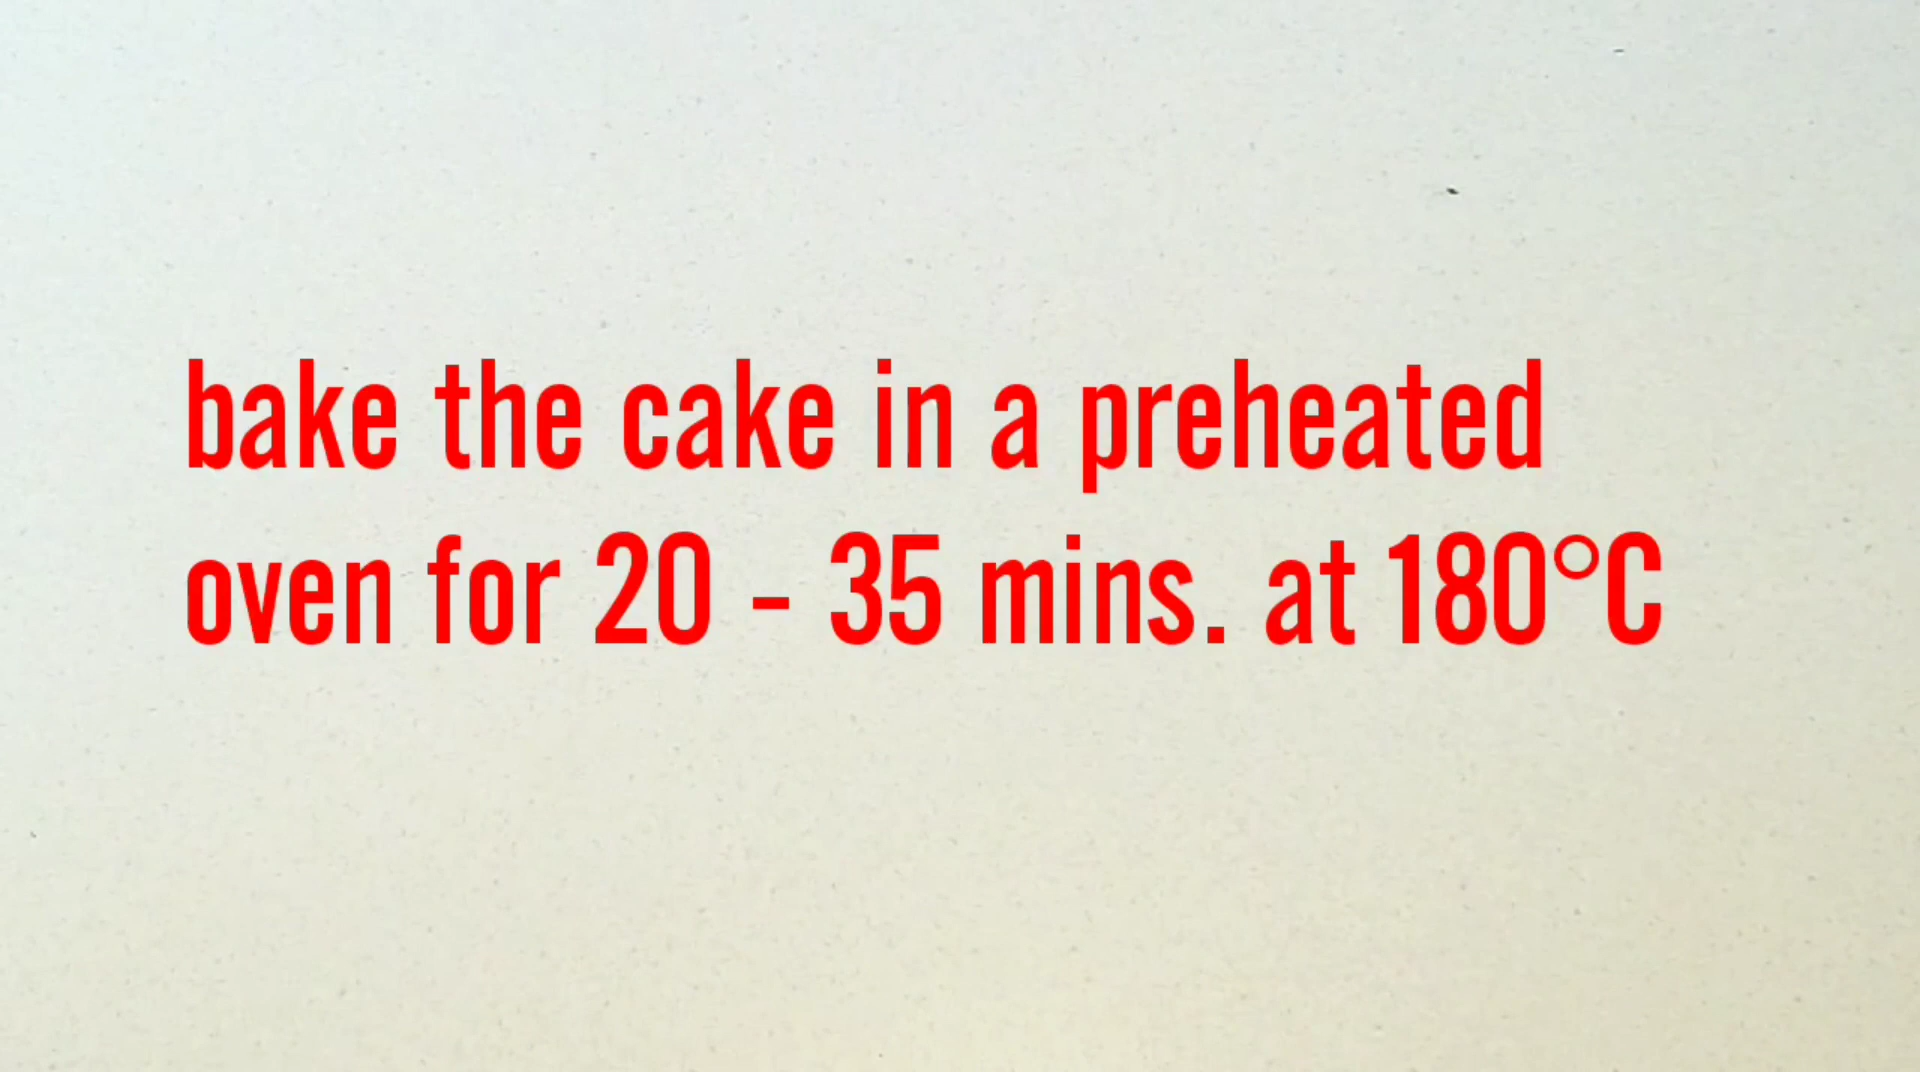 bake the cake in a preheated
oven for 20 - 35 mins. at 180°C